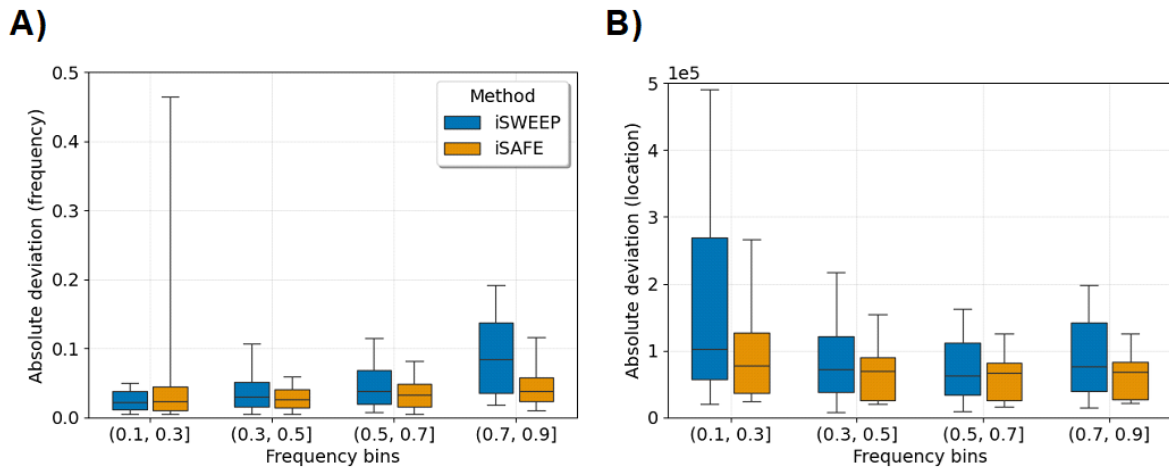 A)
Absolute deviation (frequency)
0.5
0.4
0.3
0.2
0.1
0.0
Method
iSWEEP
iSAFE
(0.1, 0.3]
(0.3, 0.5]
(0.5, 0.7]
(0.7, 0.9]
Frequency bins
B)
Absolute deviation (location)
1e5
5
4
3
2
1
0
(0.1, 0.3]
(0.3, 0.5]
(0.5, 0.7]
(0.7, 0.9]
Frequency bins